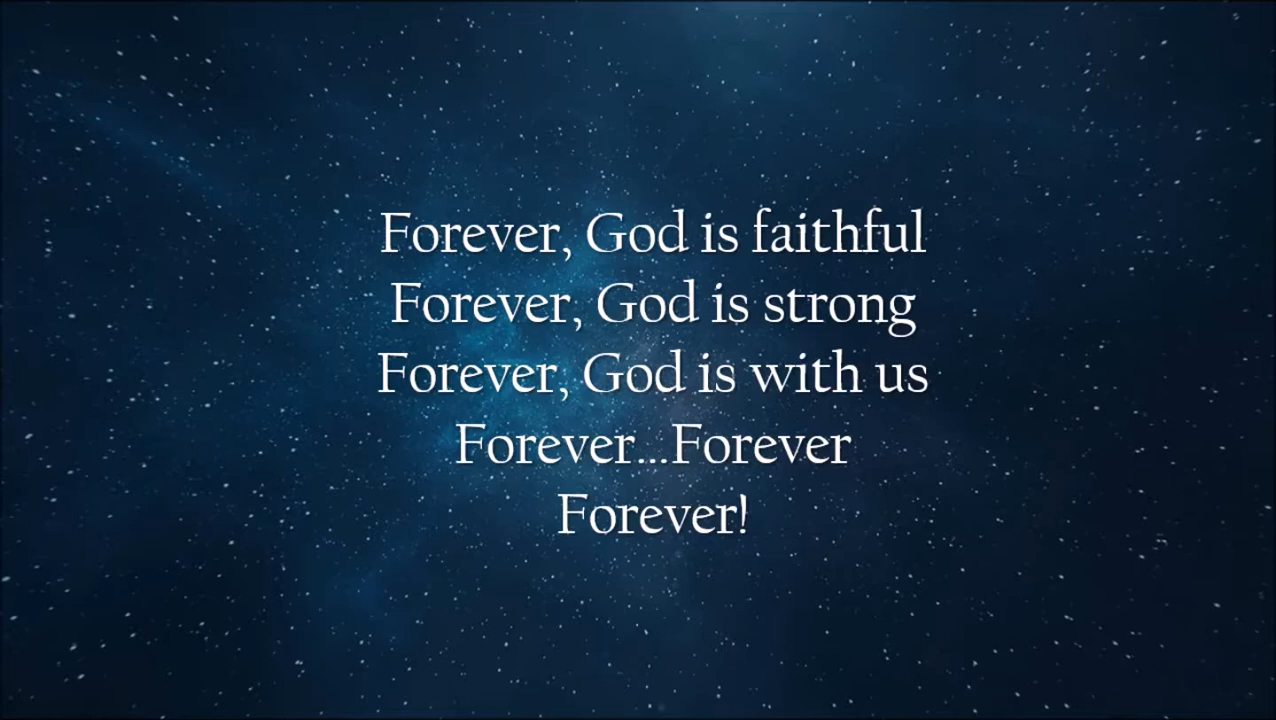 Forever, God is faithful
Forever, God is strong
Forever, God is with us
Forever...Forever
Forever!